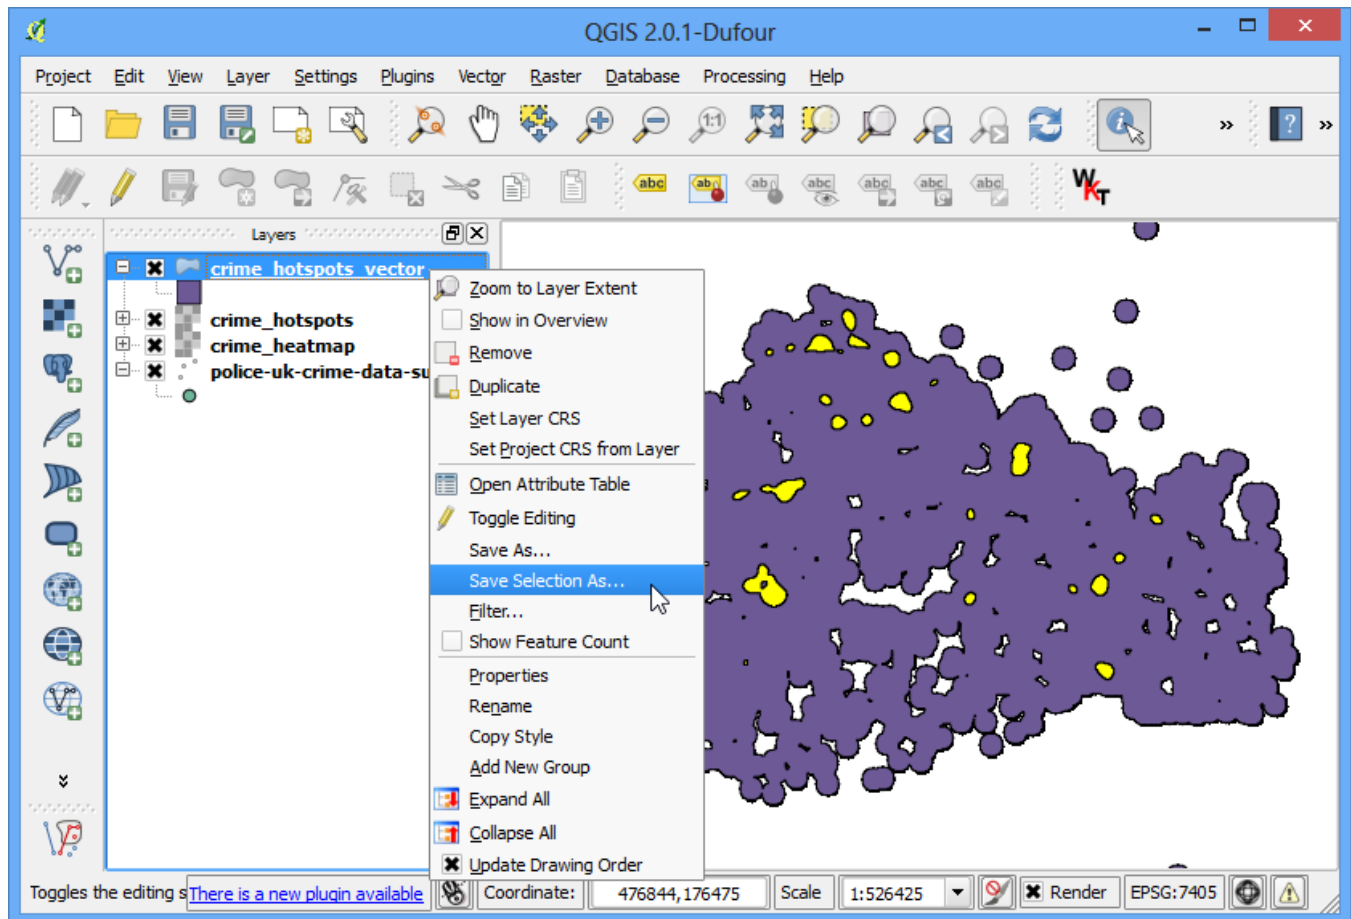 QGIS 2.0.1-Dufour
Project Edit View Layer Settings Plugins Vector Raster Database Processing Help
1:1
abc
WKT
Layers
crime_hotspots_vector
crime_hotspots
crime_heatmap
police-uk-crime-data-su
Zoom to Layer Extent
Show in Overview
Remove
Duplicate
Set Layer CRS
Set Project CRS from Layer
Open Attribute Table
Toggle Editing
Save As...
Save Selection As...
Filter...
Show Feature Count
Properties
Rename
Copy Style
Add New Group
Expand All
Collapse All
Update Drawing Order
Toggles the editing s There is a new plugin available Coordinate: 476844,176475 Scale 1:526425 Render EPSG:7405